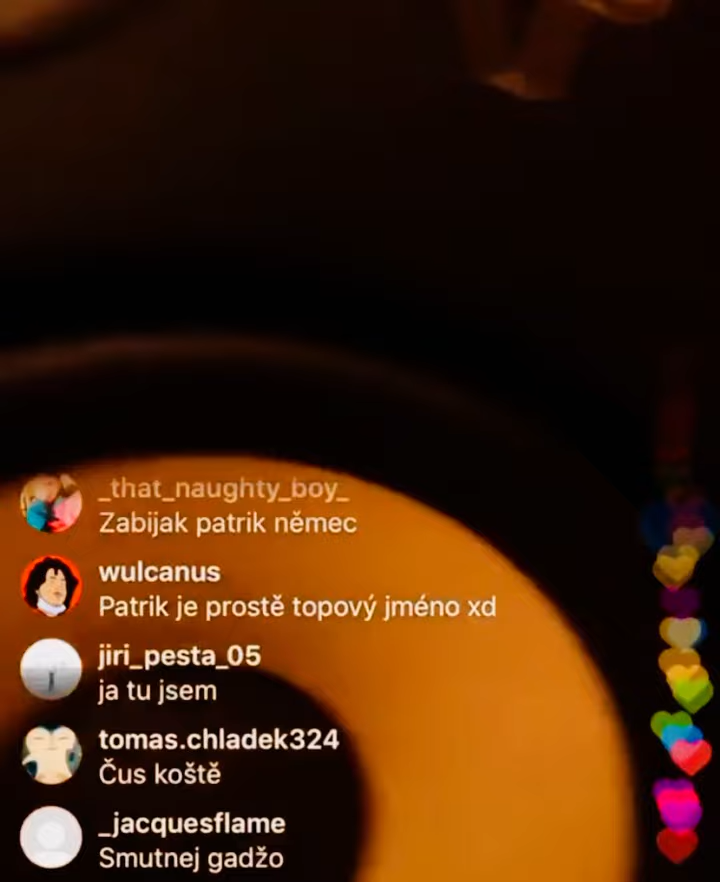 _that_naughty_boy_
Zabijak patrik němec
wulcanus
Patrik je prostě topový jméno xd
jiri_pesta_05
ja tu jsem
tomas.chladek324
Čus koště
_jacquesflame
Smutnej gadžo